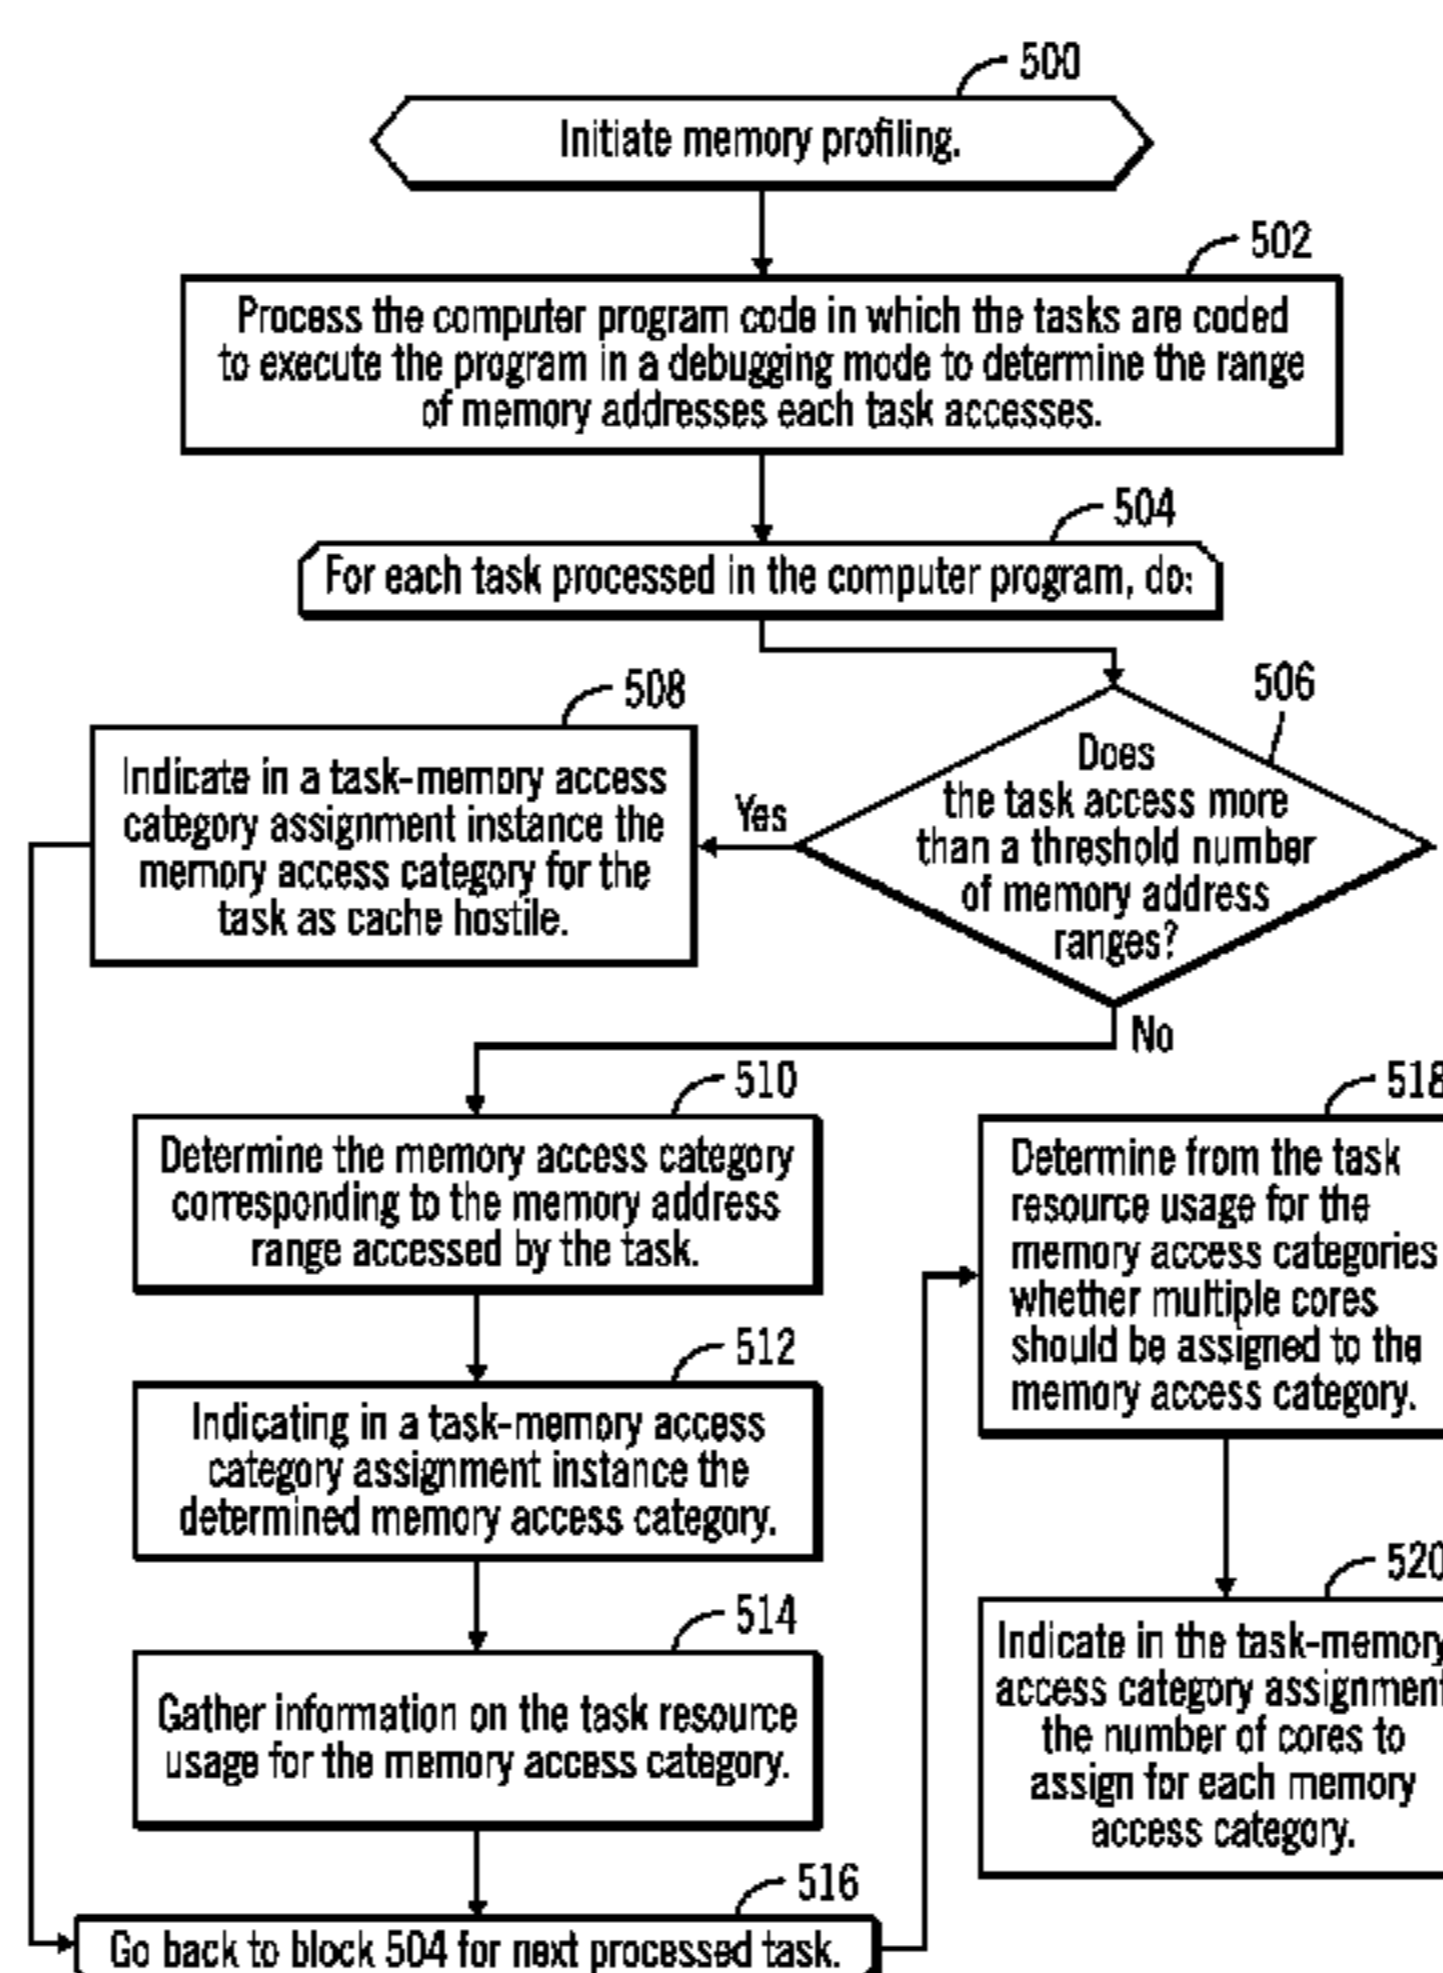 500
Initiate memory profiling.
502
Process the computer program code in which the tasks are coded
to execute the program in a debugging mode to determine the range
of memory addresses each task accesses.
504
For each task processed in the computer program, do:
506
Does
the task access more
than a threshold number
of memory address
ranges?
Yes
508
Indicate in a task-memory access
category assignment instance the
memory access category for the
task as cache hostile.
No
510
Determine the memory access category
corresponding to the memory address
range accessed by the task.
512
Indicating in a task-memory access
category assignment instance the
determined memory access category.
514
Gather information on the task resource
usage for the memory access category.
516
Go back to block 504 for next processed task.
518
Determine from the task
resource usage for the
memory access categories
whether multiple cores
should be assigned to the
memory access category.
520
Indicate in the task-memory
access category assignment
the number of cores to
assign for each memory
access category.